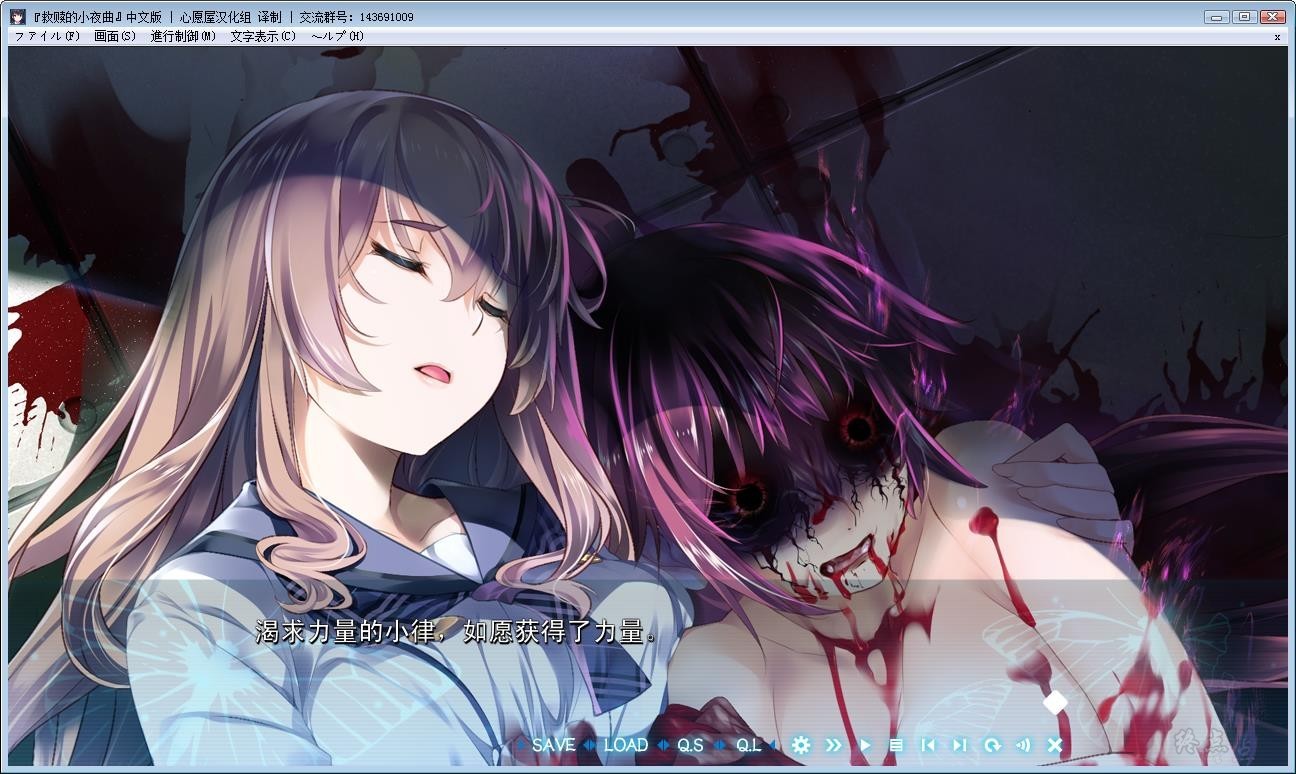 『救赎的小夜曲』中文版 | 心愿屋汉化组 译制 | 交流群号：143691009
ファイル(F) 画面(S) 進行制御(M) 文字表示(C) ヘルプ(H) x
渴求力量的小律，如愿获得了力量。
SAVE LOAD Q.S Q.L